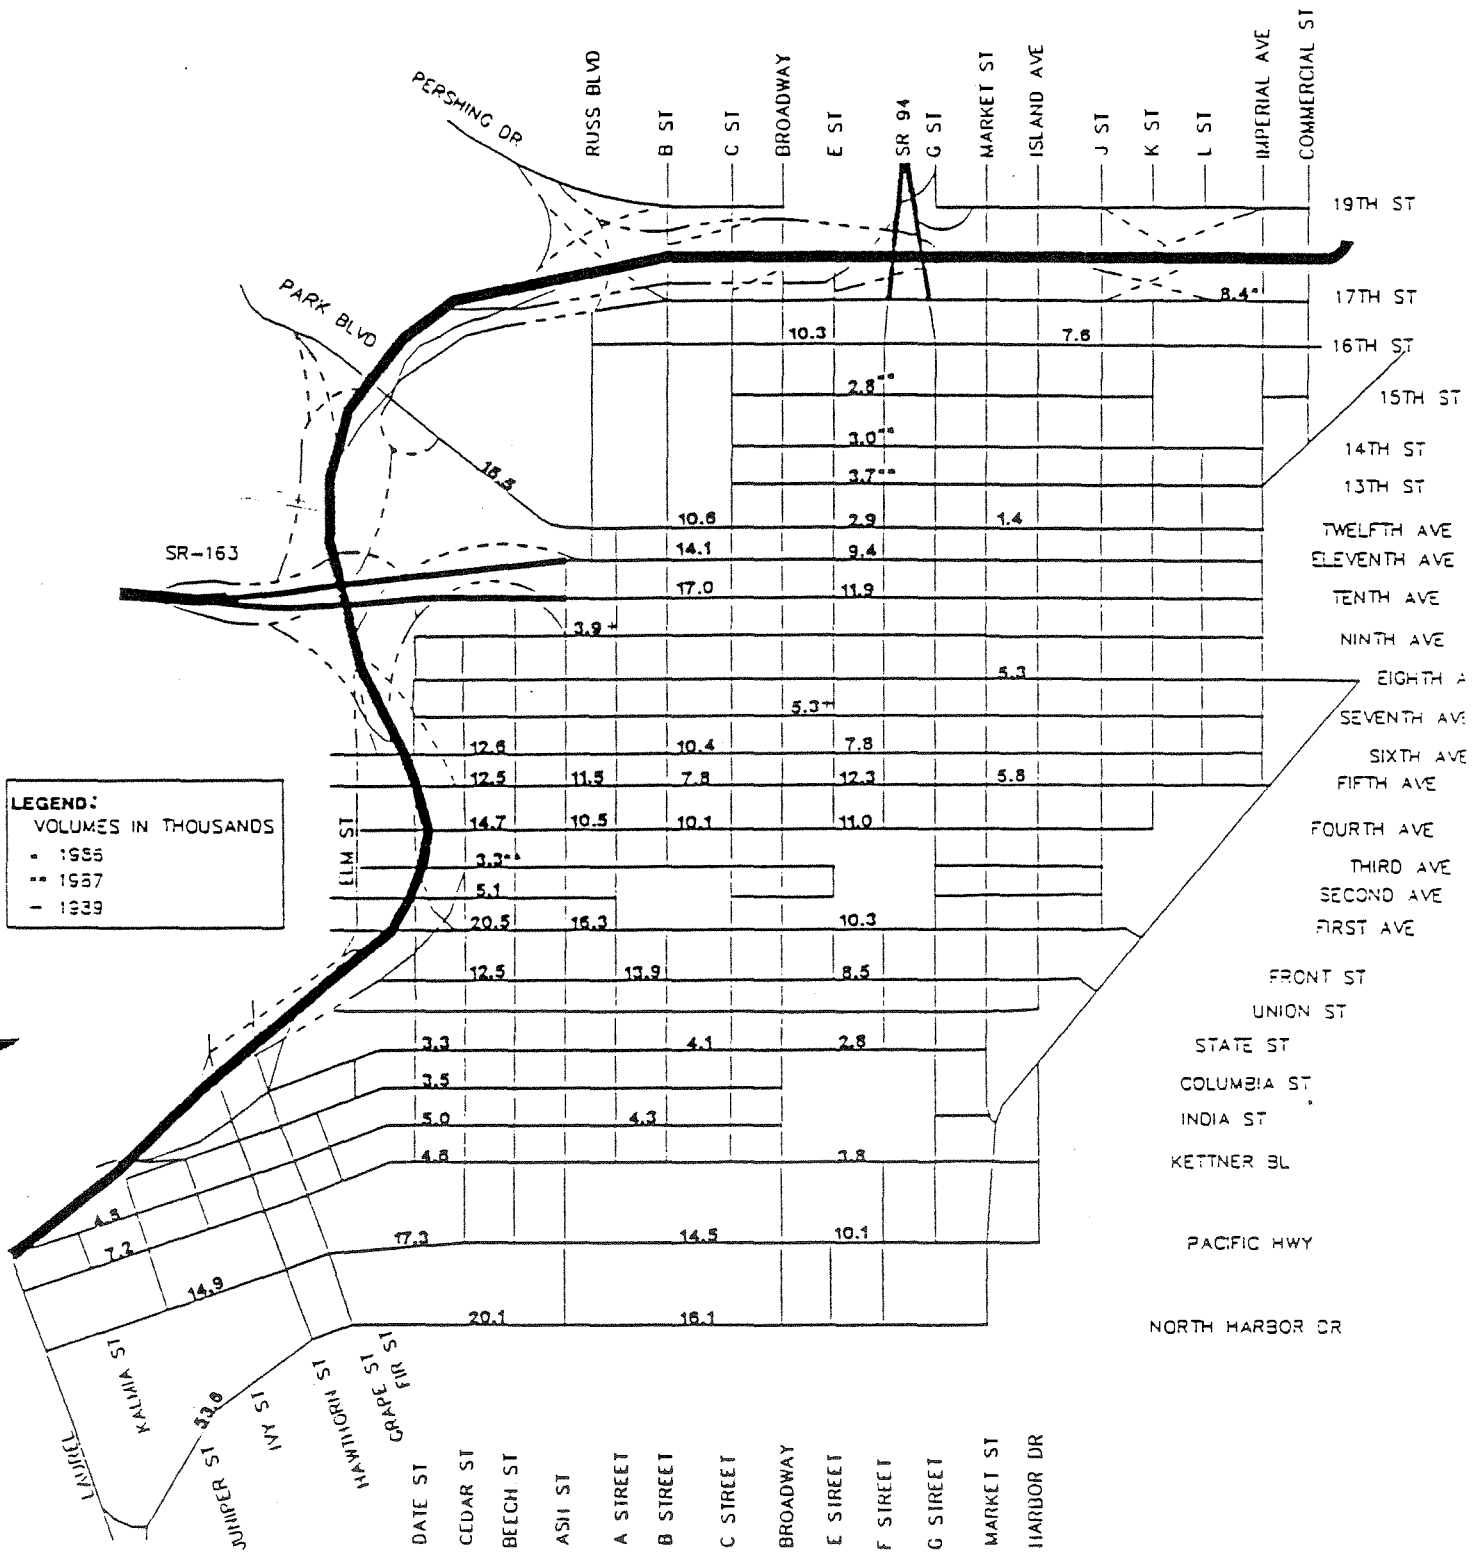 PERSHING DR
RUSS BLVD
B ST
C ST
BROADWAY
E ST
SR 94
G ST
MARKET ST
ISLAND AVE
J ST
K ST
L ST
IMPERIAL AVE
COMMERCIAL ST
19TH ST
PARK BLVD
8.4*
17TH ST
10.3
7.6
16TH ST
2.8**
15TH ST
3.0**
14TH ST
3.7**
13TH ST
10.6
2.9
1.4
TWELFTH AVE
SR-163
14.1
9.4
ELEVENTH AVE
17.0
11.9
TENTH AVE
3.9+
NINTH AVE
5.3
EIGHTH A
5.3+
SEVENTH AVE
12.6
10.4
7.8
SIXTH AVE
12.5
11.5
7.8
12.3
5.8
FIFTH AVE
LEGEND:
VOLUMES IN THOUSANDS
ELM ST
14.7
10.5
10.1
11.0
FOURTH AVE
3.3**
THIRD AVE
5.1
SECOND AVE
20.5
16.3
10.3
FIRST AVE
12.5
13.9
8.5
FRONT ST
UNION ST
3.3
4.1
2.8
STATE ST
3.5
COLUMBIA ST
5.0
4.3
INDIA ST
4.8
3.8
KETTNER BL
7.2
17.3
14.5
10.1
PACIFIC HWY
14.9
20.1
16.1
NORTH HARBOR DR
LAUREL
KALMIA ST
JUNIPER ST
IVY ST
HAWTHORN ST
GRAPE ST
FIR ST
DATE ST
CEDAR ST
BEECH ST
ASH ST
A STREET
B STREET
C STREET
BROADWAY
E STREET
F STREET
G STREET
MARKET ST
HARBOR DR